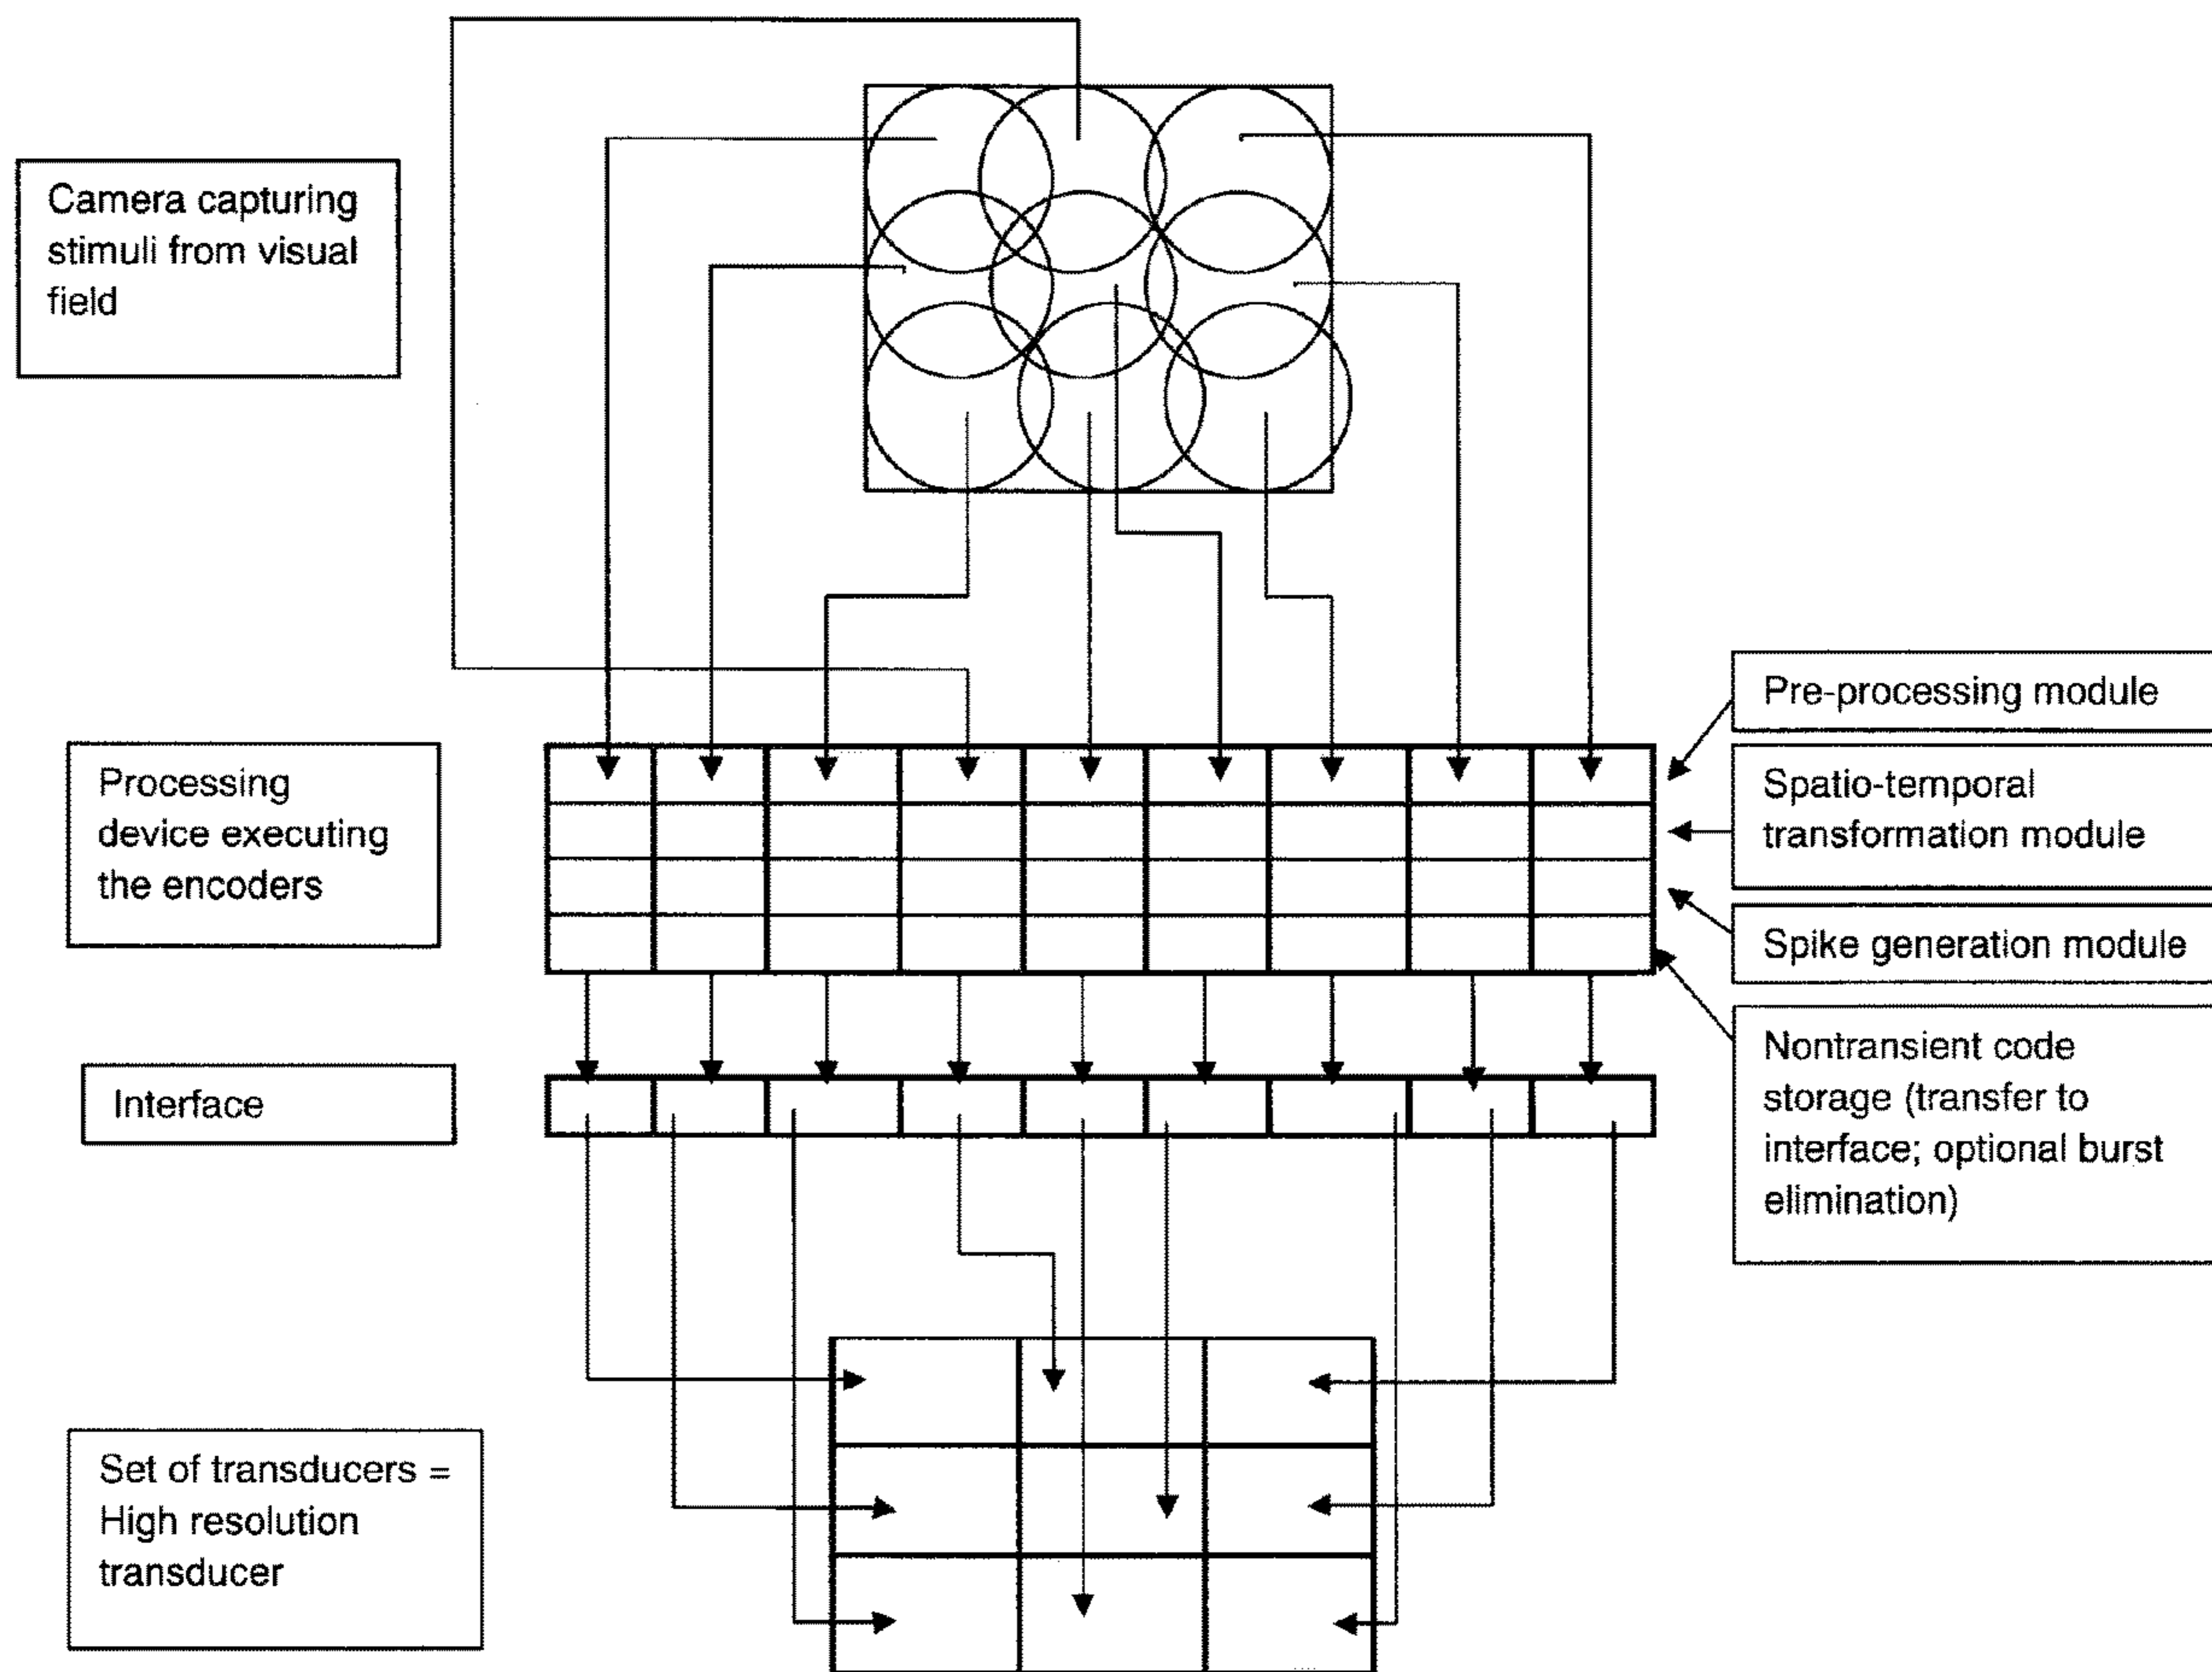 Camera capturing
stimuli from visual
field
Pre-processing module
Processing
device executing
the encoders
Spatio-temporal
transformation module
Spike generation module
Interface
Nontransient code
storage (transfer to
interface; optional burst
elimination)
Set of transducers =
High resolution
transducer